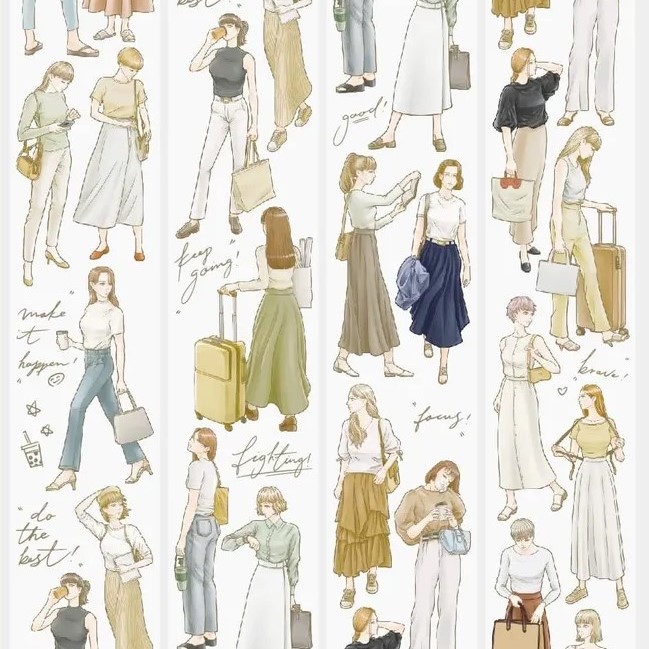 "make
it
happen!
"
"do
the
best!"
best!"
"keep
going!"
"
Fighting!
good!
"focus!
"
"brave!
"